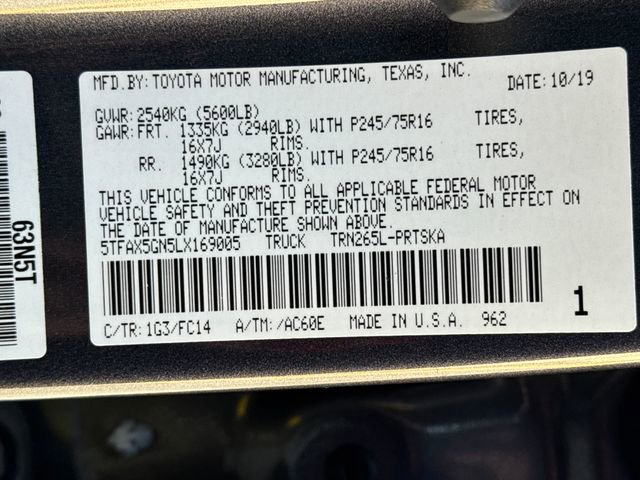 MFD.BY:TOYOTA MOTOR MANUFACTURING, TEXAS, INC. DATE:10/19
GVWR:2540KG (5600LB)
GAWR:FRT. 1335KG (2940LB) WITH P245/75R16 TIRES,
16X7J RIMS.
RR. 1490KG (3280LB) WITH P245/75R16 TIRES,
16X7J RIMS.
THIS VEHICLE CONFORMS TO ALL APPLICABLE FEDERAL MOTOR
VEHICLE SAFETY AND THEFT PREVENTION STANDARDS IN EFFECT ON
THE DATE OF MANUFACTURE SHOWN ABOVE.
5TFAX5GN5LX169005 TRUCK TRN265L-PRTSKA
1
C/TR:1G3/FC14 A/TM:/AC60E MADE IN U.S.A. 962
63N5T